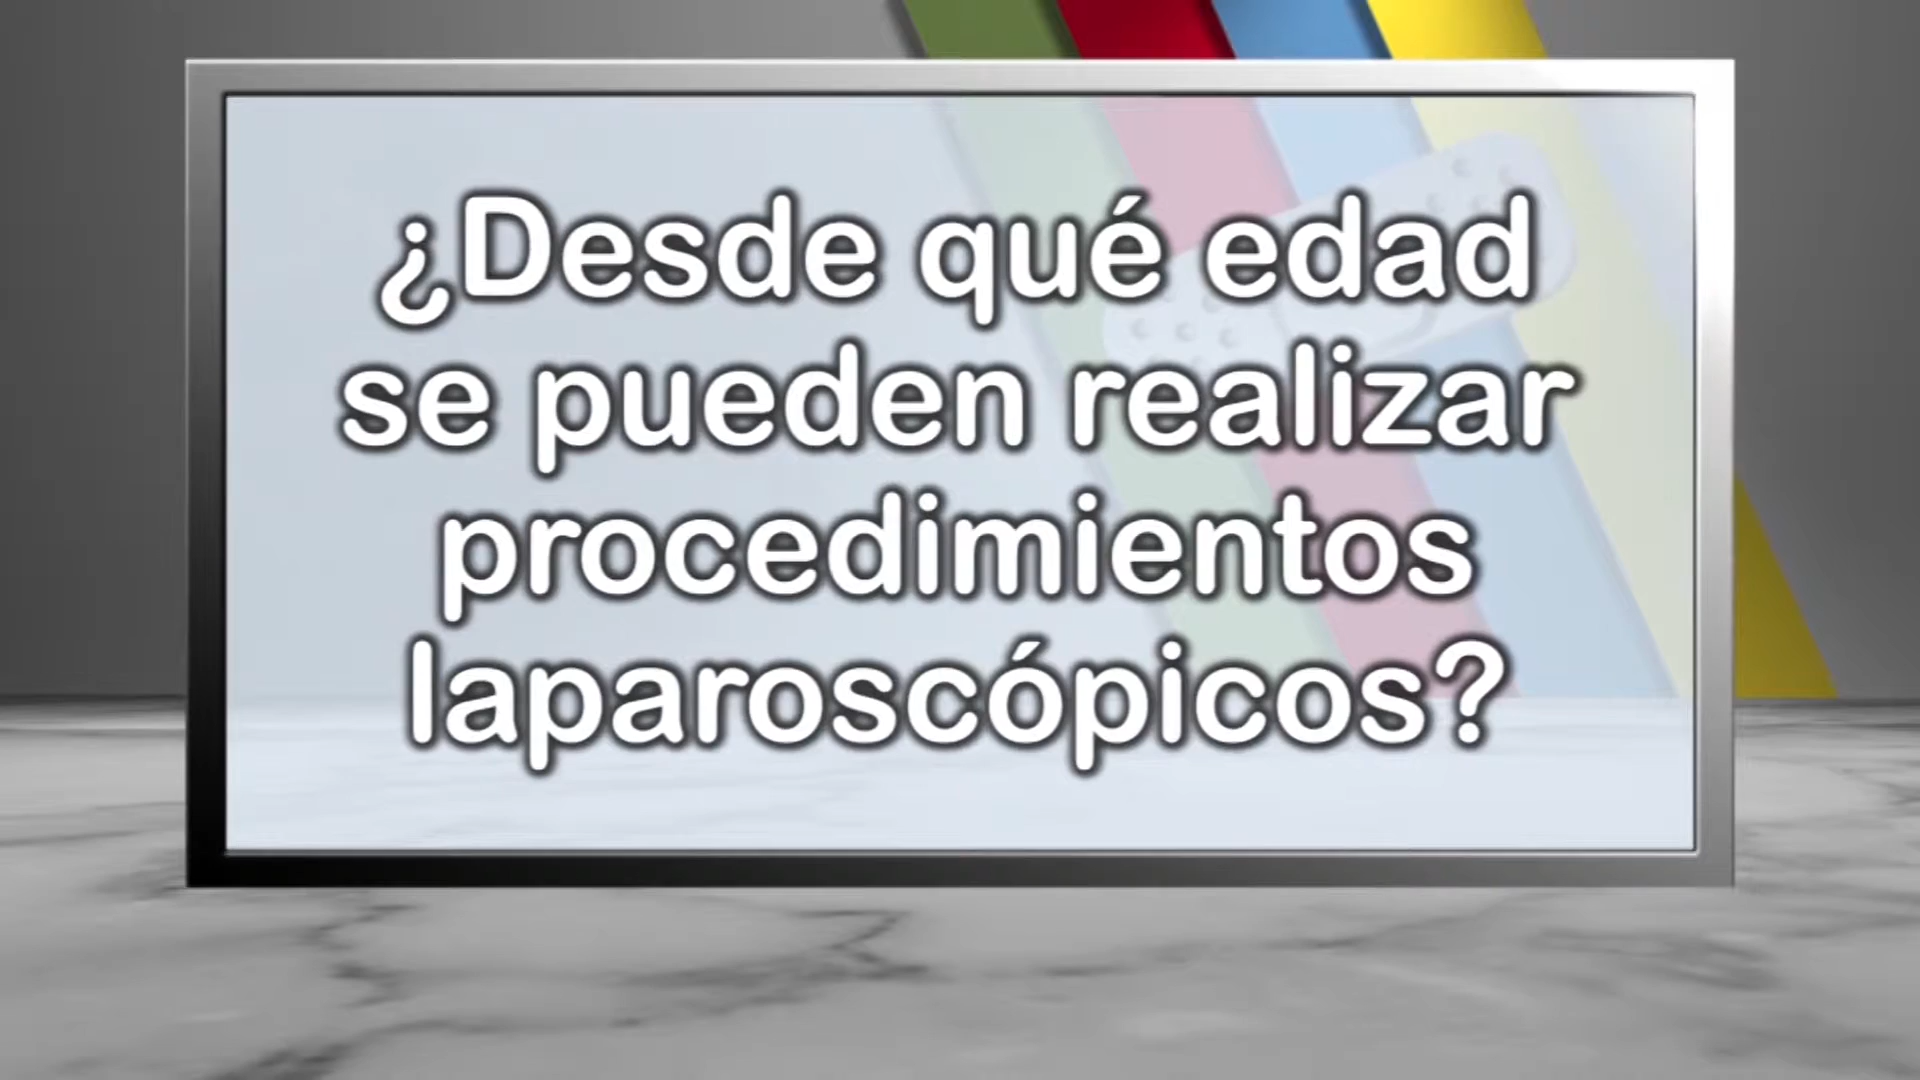 ¿Desde qué edad
se pueden realizar
procedimientos
laparoscópicos?